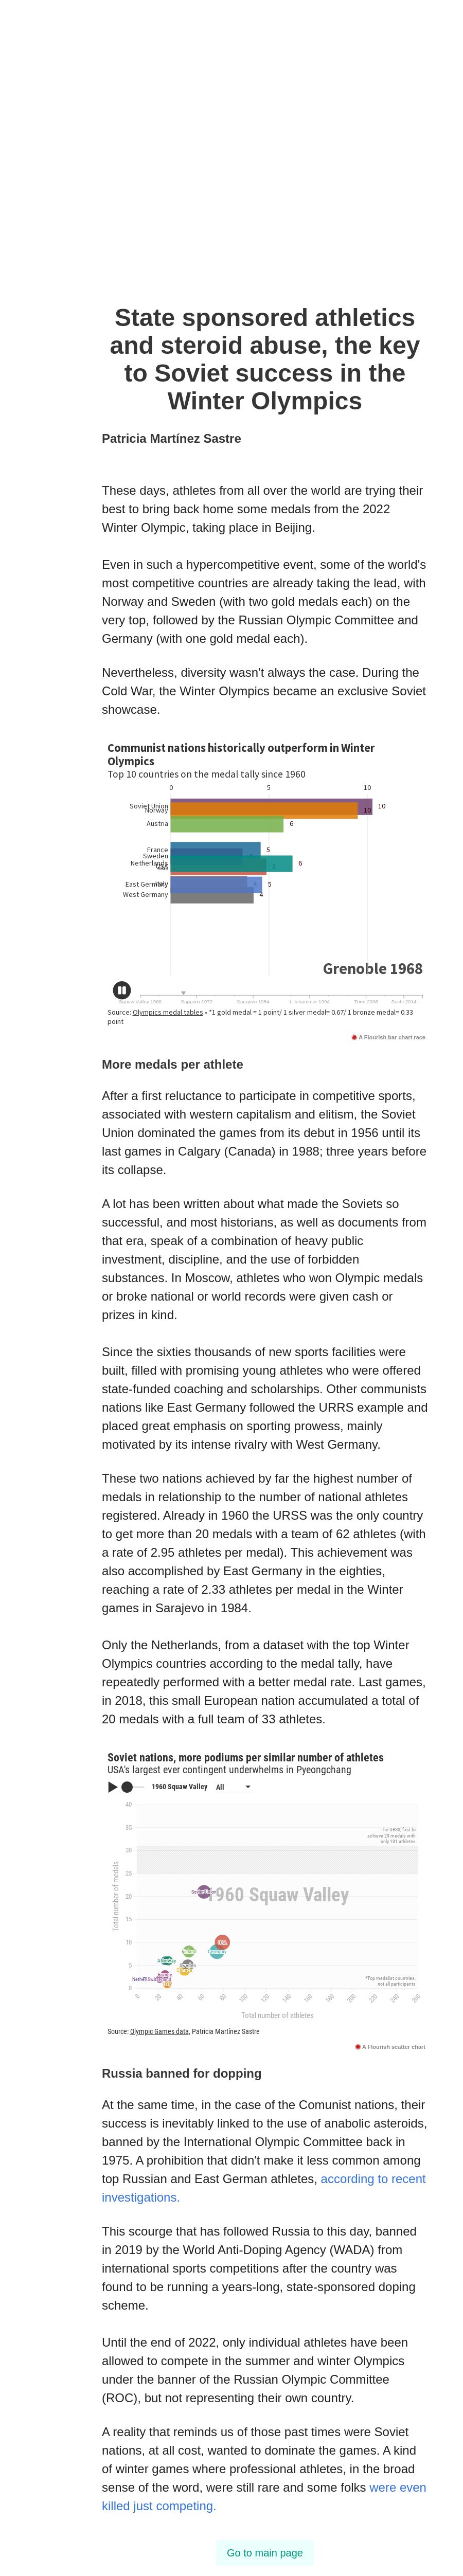 State sponsored athletics
and steroid abuse, the key
to Soviet success in the
Winter Olympics
Patricia Martínez Sastre
These days, athletes from all over the world are trying their
best to bring back home some medals from the 2022
Winter Olympic, taking place in Beijing.
Even in such a hypercompetitive event, some of the world's
most competitive countries are already taking the lead, with
Norway and Sweden (with two gold medals each) on the
very top, followed by the Russian Olympic Committee and
Germany (with one gold medal each).
Nevertheless, diversity wasn't always the case. During the
Cold War, the Winter Olympics became an exclusive Soviet
showcase.
Communist nations historically outperform in Winter
Olympics
Top 10 countries on the medal tally since 1960
0 5 10
Soviet Union 10
Norway 10
Austria 6
France 5
Sweden
Netherlands 6
East Germany 5
Italy
West Germany 4
Grenoble 1968
Squaw Valley 1960 Sapporo 1972 Sarajevo 1984 Lillehammer 1994 Turin 2006 Sochi 2014
Source: Olympics medal tables • *1 gold medal = 1 point/ 1 silver medal= 0.67/ 1 bronze medal= 0.33
point
A Flourish bar chart race
More medals per athlete
After a first reluctance to participate in competitive sports,
associated with western capitalism and elitism, the Soviet
Union dominated the games from its debut in 1956 until its
last games in Calgary (Canada) in 1988; three years before
its collapse.
A lot has been written about what made the Soviets so
successful, and most historians, as well as documents from
that era, speak of a combination of heavy public
investment, discipline, and the use of forbidden
substances. In Moscow, athletes who won Olympic medals
or broke national or world records were given cash or
prizes in kind.
Since the sixties thousands of new sports facilities were
built, filled with promising young athletes who were offered
state-funded coaching and scholarships. Other communists
nations like East Germany followed the URRS example and
placed great emphasis on sporting prowess, mainly
motivated by its intense rivalry with West Germany.
These two nations achieved by far the highest number of
medals in relationship to the number of national athletes
registered. Already in 1960 the URSS was the only country
to get more than 20 medals with a team of 62 athletes (with
a rate of 2.95 athletes per medal). This achievement was
also accomplished by East Germany in the eighties,
reaching a rate of 2.33 athletes per medal in the Winter
games in Sarajevo in 1984.
Only the Netherlands, from a dataset with the top Winter
Olympics countries according to the medal tally, have
repeatedly performed with a better medal rate. Last games,
in 2018, this small European nation accumulated a total of
20 medals with a full team of 33 athletes.
Soviet nations, more podiums per similar number of athletes
USA's largest ever contingent underwhelms in Pyeongchang
1960 Squaw Valley All
40
35
The URSS, first to
achieve 29 medals with
only 101 athletes
30
25
20
1960 Squaw Valley
15
10
5
*Top medalist countries,
not all participants
0
Total number of medals
0 20 40 60 80 100 120 140 160 180 200 220 240 260
Total number of athletes
Source: Olympic Games data, Patricia Martínez Sastre
A Flourish scatter chart
Russia banned for dopping
At the same time, in the case of the Comunist nations, their
success is inevitably linked to the use of anabolic asteroids,
banned by the International Olympic Committee back in
1975. A prohibition that didn't make it less common among
top Russian and East German athletes, according to recent
investigations.
This scourge that has followed Russia to this day, banned
in 2019 by the World Anti-Doping Agency (WADA) from
international sports competitions after the country was
found to be running a years-long, state-sponsored doping
scheme.
Until the end of 2022, only individual athletes have been
allowed to compete in the summer and winter Olympics
under the banner of the Russian Olympic Committee
(ROC), but not representing their own country.
A reality that reminds us of those past times were Soviet
nations, at all cost, wanted to dominate the games. A kind
of winter games where professional athletes, in the broad
sense of the word, were still rare and some folks were even
killed just competing.
Go to main page